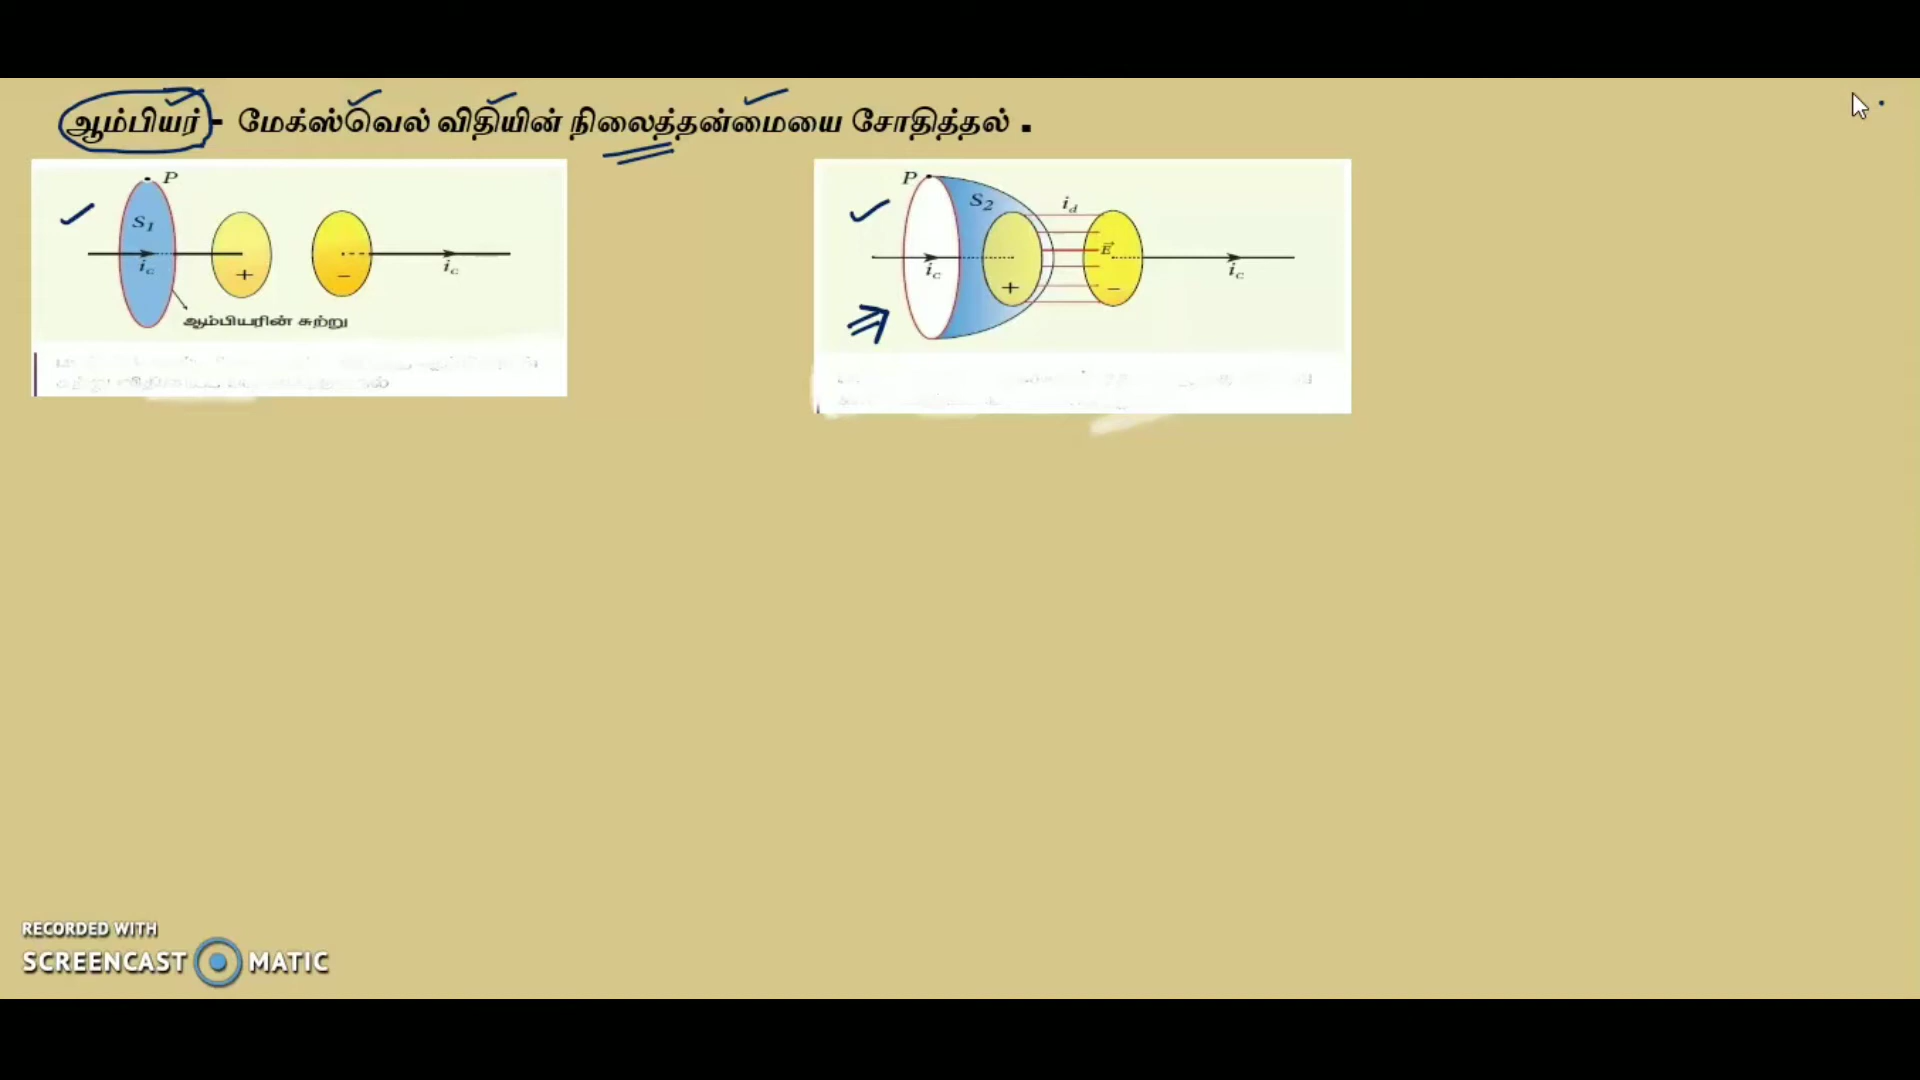 ஆம்பியர் - மேக்ஸ்வெல் விதியின் நிலைத்தன்மையை சோதித்தல் .
P
S1
ic
+
-
ic
ஆம்பியரின் சுற்று
P
S2
id
E
ic
+
-
ic
RECORDED WITH
SCREENCAST MATIC